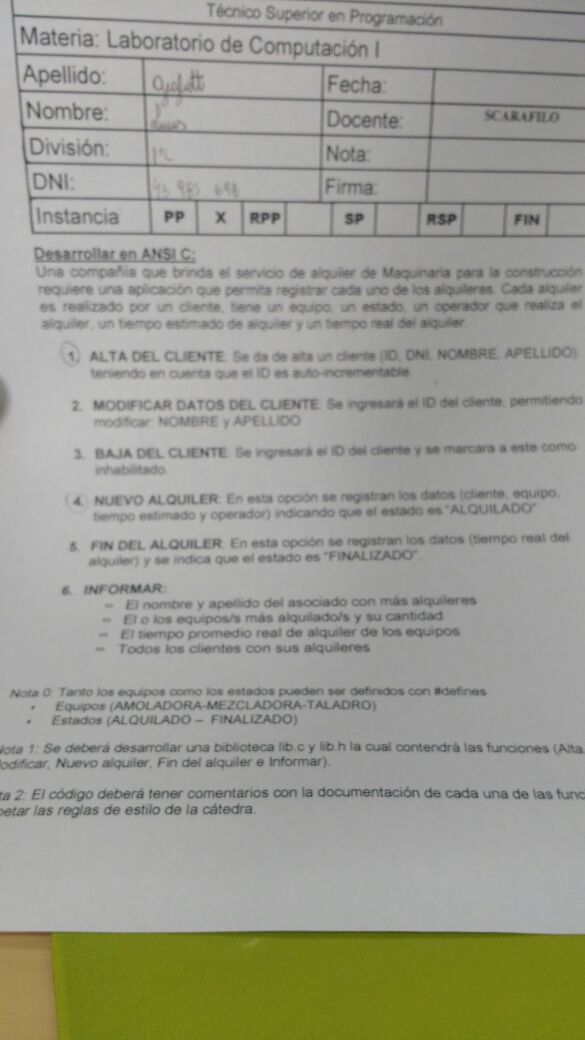 Técnico Superior en Programación
Materia: Laboratorio de Computación I
Apellido: Fecha:
Nombre: Docente: SCARAFILO
División: Nota:
DNI: Firma:
Instancia PP X RPP SP RSP FIN
Desarrollar en ANSI C:
Una compañía que brinda el servicio de alquiler de Maquinaria para la construcción
requiere una aplicación que permita registrar cada uno de los alquileres. Cada alquiler
es realizado por un cliente, tiene un equipo, un estado, un operador que realiza el
alquiler, un tiempo estimado de alquiler y un tiempo real del alquiler.
1. ALTA DEL CLIENTE: Se da de alta un cliente (ID, DNI, NOMBRE, APELLIDO)
teniendo en cuenta que el ID es auto-incrementable.
2. MODIFICAR DATOS DEL CLIENTE: Se ingresará el ID del cliente, permitiendo
modificar: NOMBRE y APELLIDO
3. BAJA DEL CLIENTE: Se ingresará el ID del cliente y se marcara a este como
inhabilitado.
4. NUEVO ALQUILER: En esta opción se registran los datos (cliente, equipo,
tiempo estimado y operador) indicando que el estado es "ALQUILADO"
5. FIN DEL ALQUILER: En esta opción se registran los datos (tiempo real del
alquiler) y se indica que el estado es "FINALIZADO".
6. INFORMAR:
- El nombre y apellido del asociado con más alquileres
- El o los equipos/s más alquilado/s y su cantidad
- El tiempo promedio real de alquiler de los equipos
- Todos los clientes con sus alquileres
Nota 0: Tanto los equipos como los estados pueden ser definidos con #defines
• Equipos (AMOLADORA-MEZCLADORA-TALADRO)
• Estados (ALQUILADO – FINALIZADO)
Nota 1: Se deberá desarrollar una biblioteca lib.c y lib.h la cual contendrá las funciones (Alta,
odificar, Nuevo alquiler, Fin del alquiler e Informar).
ta 2: El código deberá tener comentarios con la documentación de cada una de las func
petar las reglas de estilo de la cátedra.